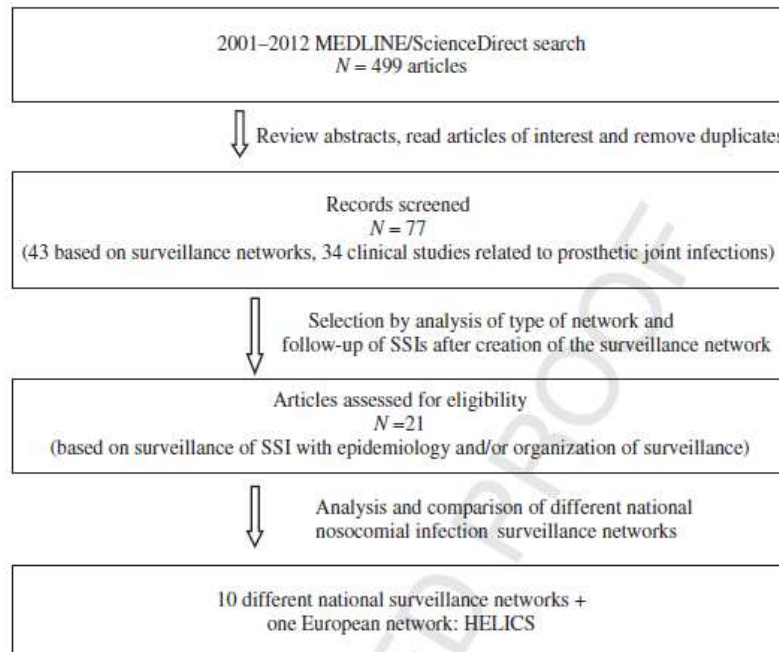 2001–2012 MEDLINE/ScienceDirect search
N = 499 articles
Review abstracts, read articles of interest and remove duplicates
Records screened
N = 77
(43 based on surveillance networks, 34 clinical studies related to prosthetic joint infections)
Selection by analysis of type of network and
follow-up of SSIs after creation of the surveillance network
Articles assessed for eligibility
N =21
(based on surveillance of SSI with epidemiology and/or organization of surveillance)
Analysis and comparison of different national
nosocomial infection surveillance networks
10 different national surveillance networks +
one European network: HELICS
ED PROOF